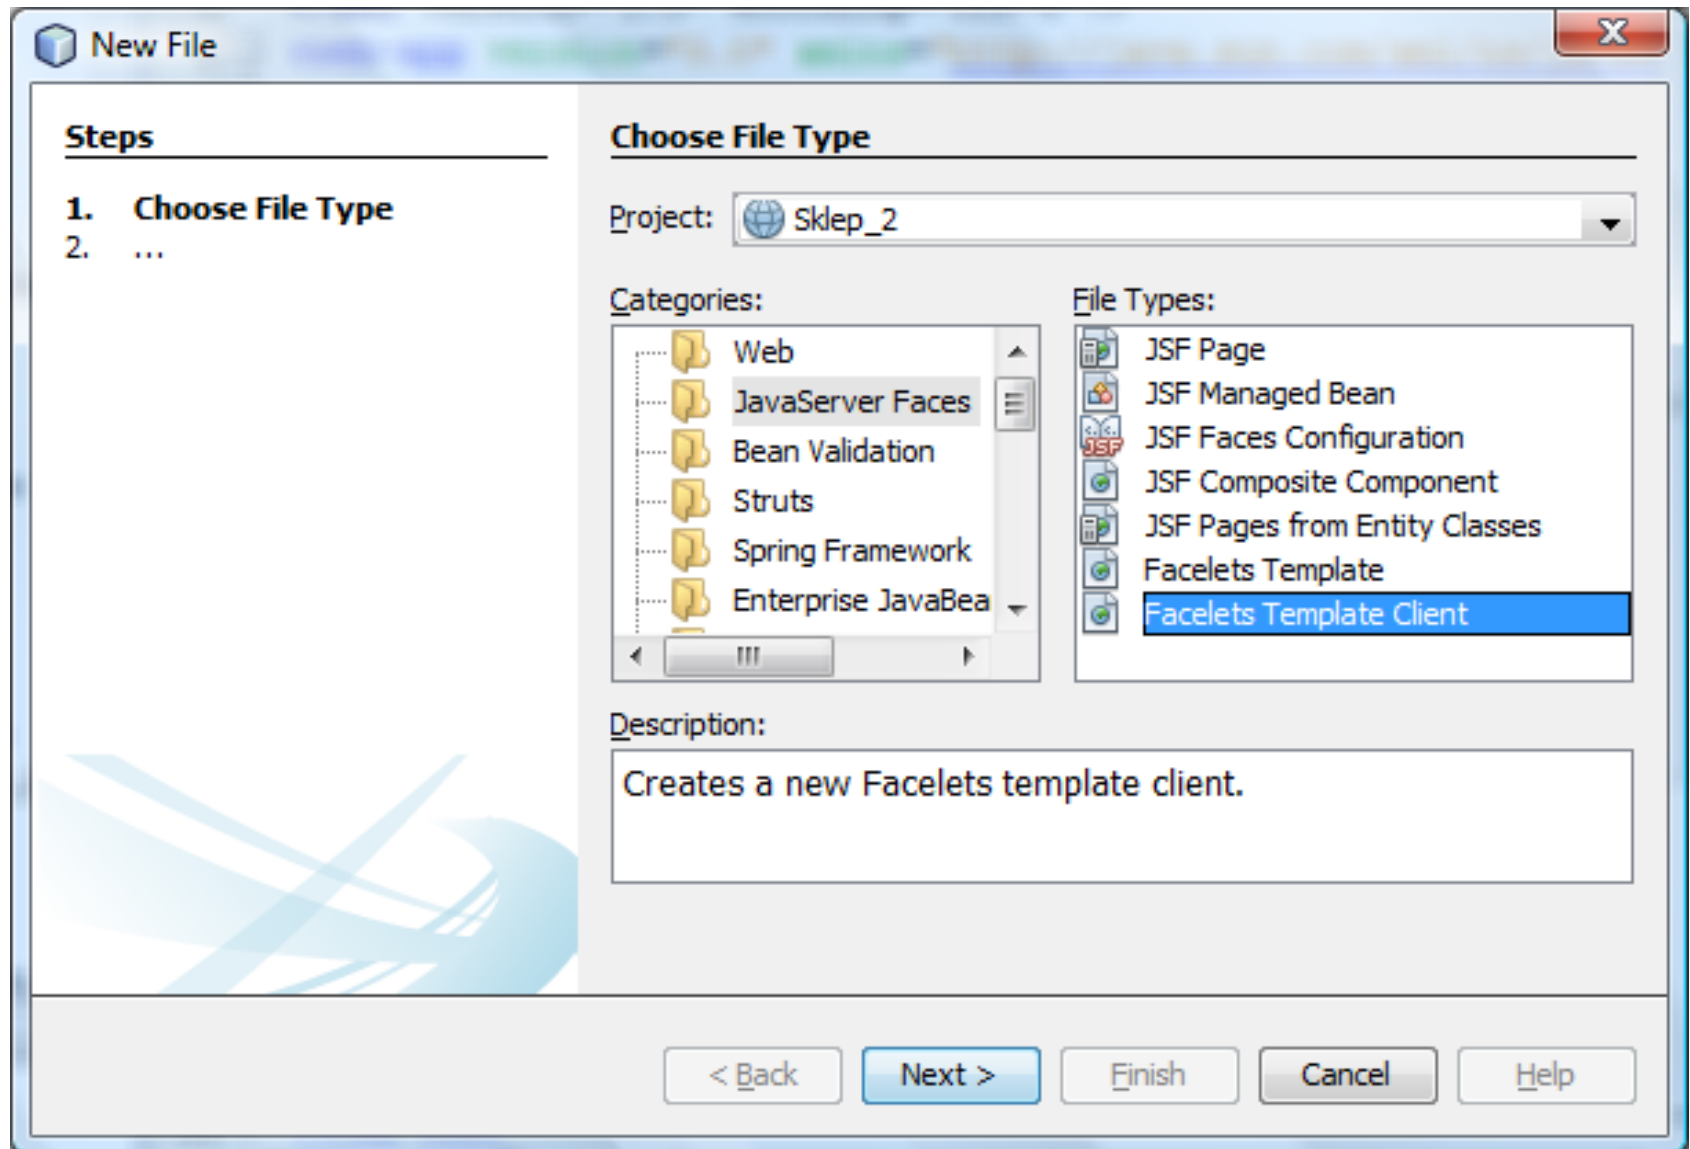 New File
Steps
1. Choose File Type
2. ...
Choose File Type
Project: Sklep_2
Categories:
Web
JavaServer Faces
Bean Validation
Struts
Spring Framework
Enterprise JavaBea
File Types:
JSF Page
JSF Managed Bean
JSF Faces Configuration
JSF Composite Component
JSF Pages from Entity Classes
Facelets Template
Facelets Template Client
Description:
Creates a new Facelets template client.
< Back Next > Finish Cancel Help